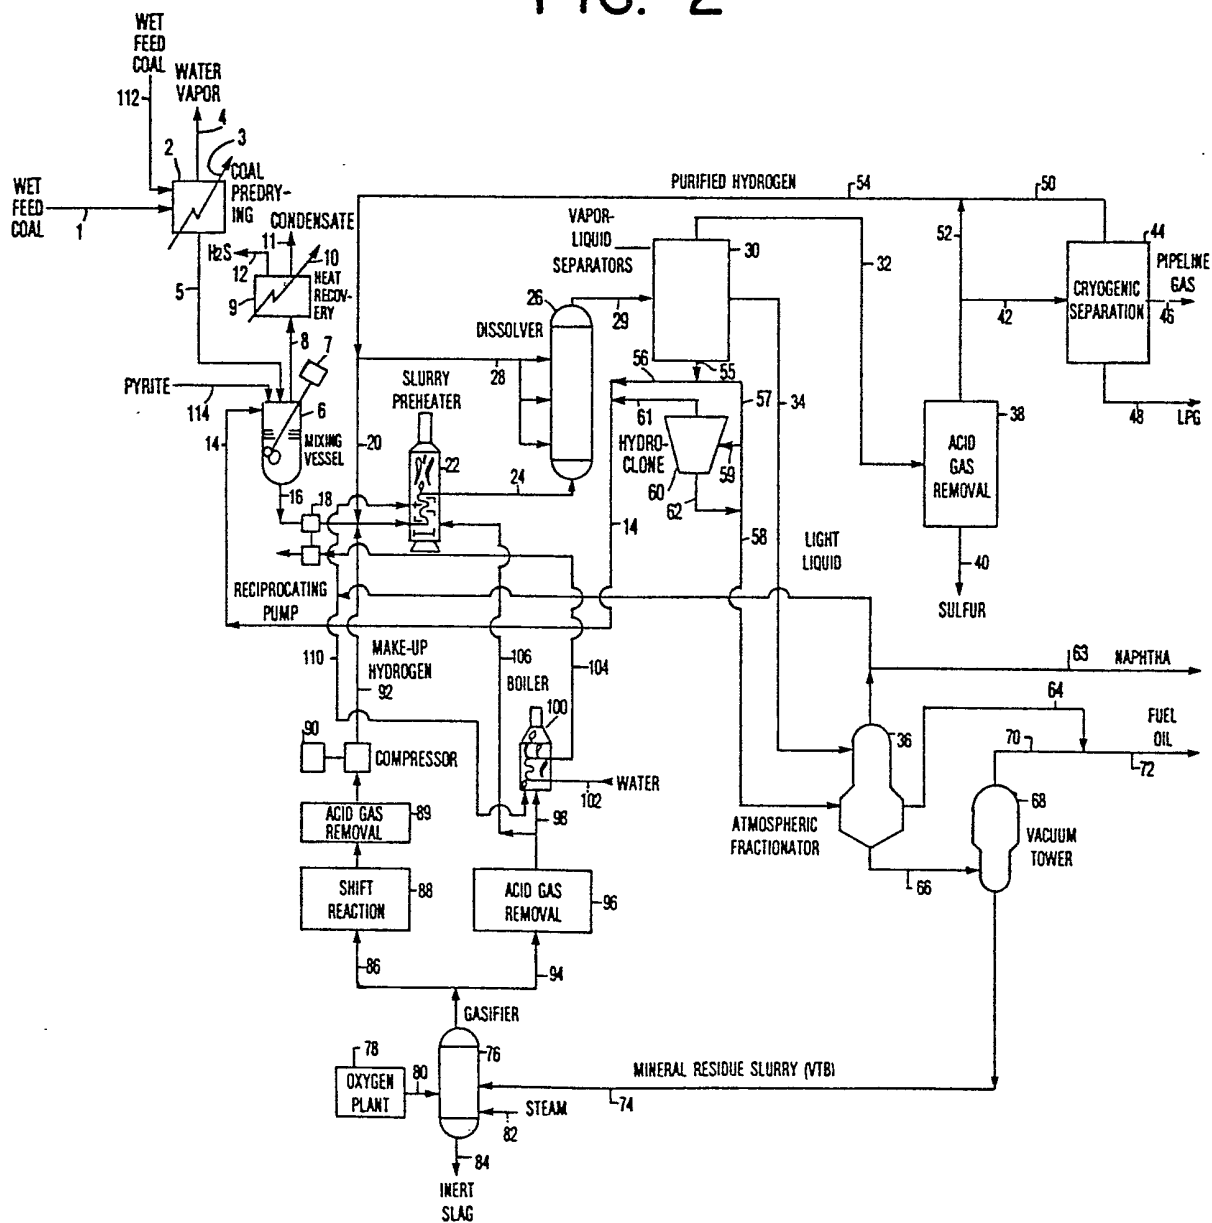 FIG. 2
WET
FEED
COAL
112
WATER
VAPOR
4
3
2
COAL
PREDRY-
ING
WET
FEED
COAL
1
PURIFIED HYDROGEN
54
50
CONDENSATE
11
H2S
12
10
9
HEAT
RECOV-
ERY
5
8
7
VAPOR-
LIQUID
SEPARATORS
30
32
52
44
PIPELINE
GAS
CRYOGENIC
SEPARATION
42
46
26
29
DISSOLVER
28
PYRITE
114
6
MIXING
VESSEL
14
SLURRY
PREHEATER
20
22
24
56
55
61
57
34
HYDRO-
CLONE
59
60
62
48
LPG
38
ACID
GAS
REMOVAL
16
18
14
58
LIGHT
LIQUID
40
SULFUR
RECIPROCATING
PUMP
110
MAKE-UP
HYDROGEN
92
106
104
BOILER
100
63
NAPHTHA
64
FUEL
OIL
70
72
90
COMPRESSOR
36
WATER
102
98
ACID GAS
REMOVAL
89
ATMOSPHERIC
FRACTIONATOR
68
VACUUM
TOWER
66
SHIFT
REACTION
88
ACID GAS
REMOVAL
96
86
94
GASIFIER
76
78
OXYGEN
PLANT
80
MINERAL RESIDUE SLURRY (VTB)
74
STEAM
82
84
INERT
SLAG